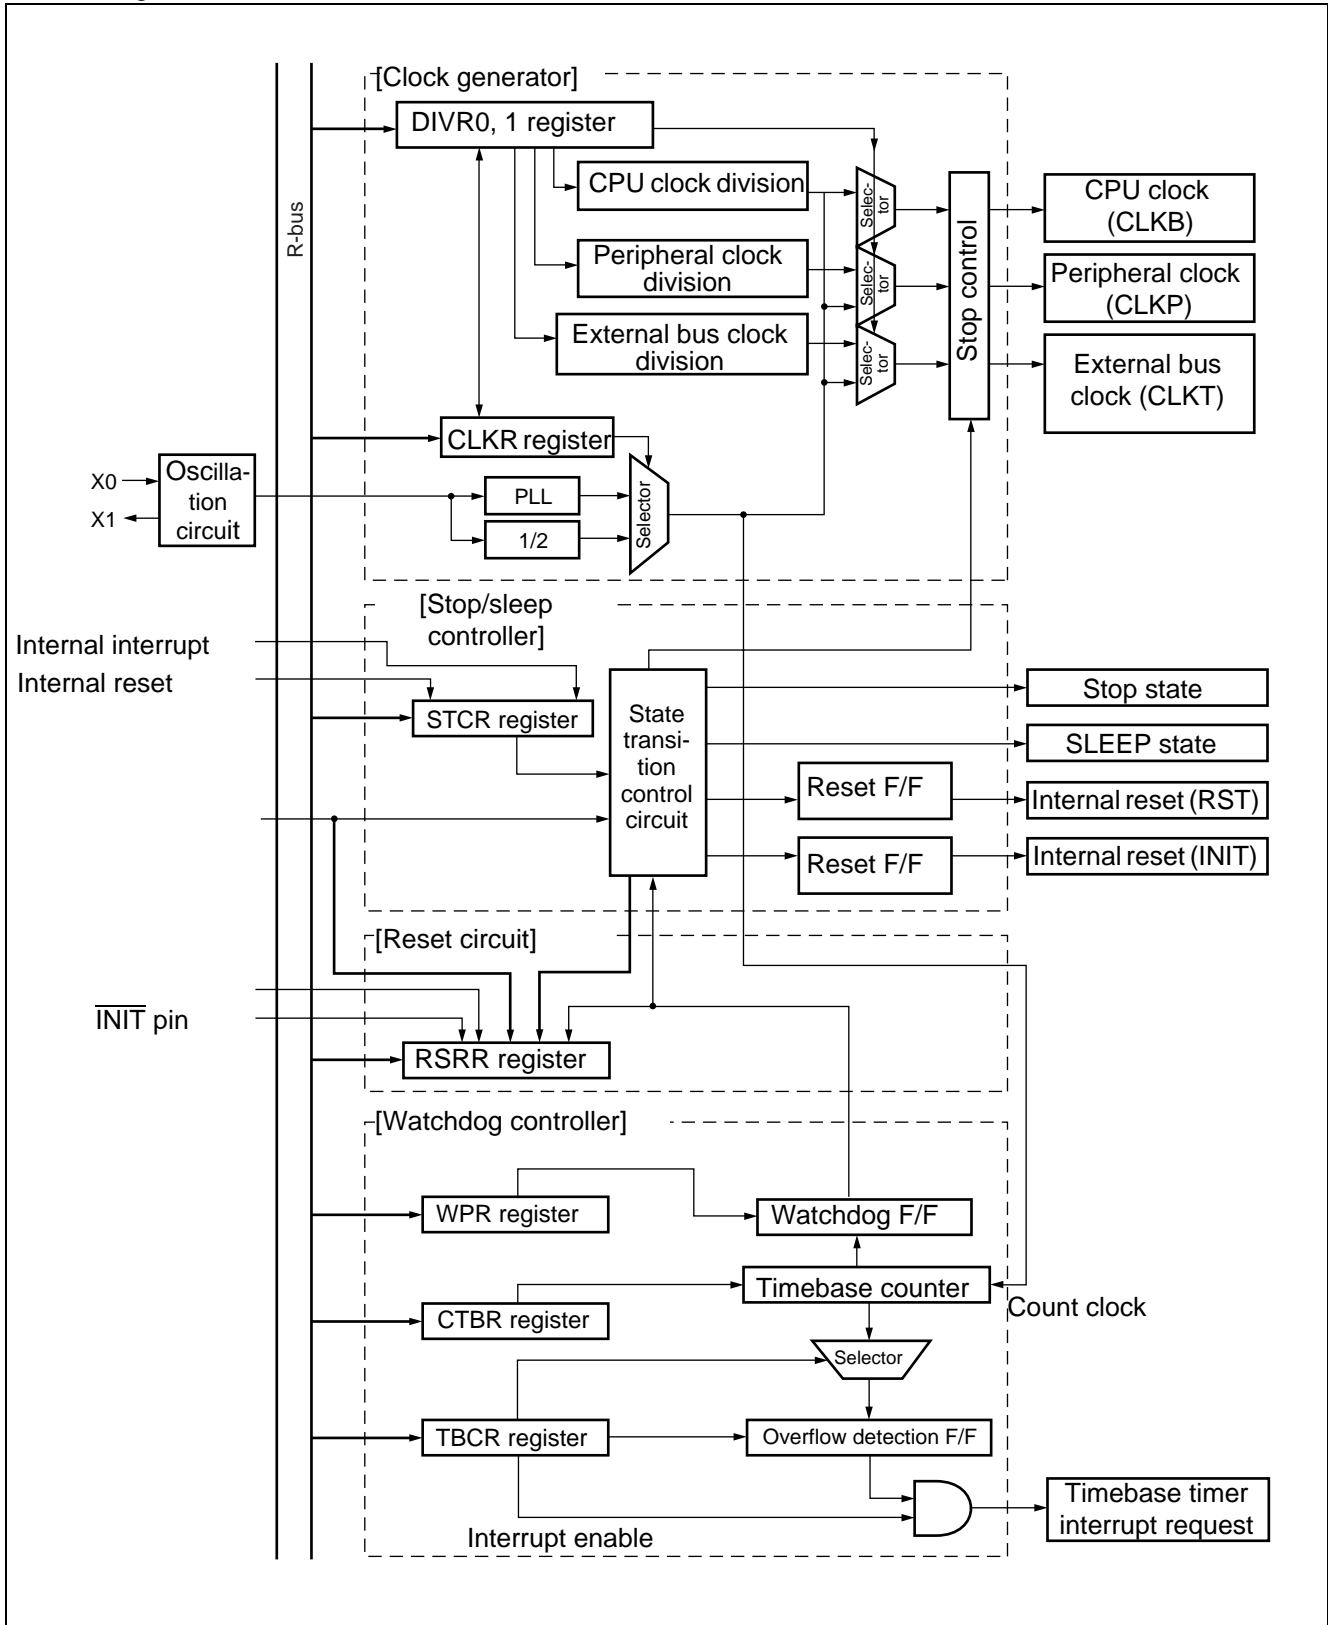 [Clock generator]
DIVR0, 1 register
R-bus
CPU clock division
Selec-
tor
Peripheral clock
division
Selec-
tor
External bus clock
division
Selec-
tor
Stop control
CPU clock
(CLKB)
Peripheral clock
(CLKP)
External bus
clock (CLKT)
CLKR register
X0
X1
Oscilla-
tion
circuit
PLL
1/2
Selector
[Stop/sleep
controller]
Internal interrupt
Internal reset
STCR register
State
transi-
tion
control
circuit
Reset F/F
Reset F/F
Stop state
SLEEP state
Internal reset (RST)
Internal reset (INIT)
[Reset circuit]
INIT pin
RSRR register
[Watchdog controller]
WPR register
Watchdog F/F
Timebase counter
Count clock
CTBR register
Selector
TBCR register
Overflow detection F/F
Interrupt enable
Timebase timer
interrupt request